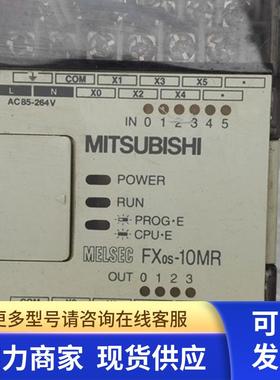 COM X1 X3 X5 •
L N X0 X2 X4 •
AC85-264V
IN 0 1 2 3 4 5
MITSUBISHI
POWER
RUN
PROG·E
CPU·E
MELSEC FX0S-10MR
OUT 0 1 2 3
更多型号请咨询在线客服
力商家 现货供应